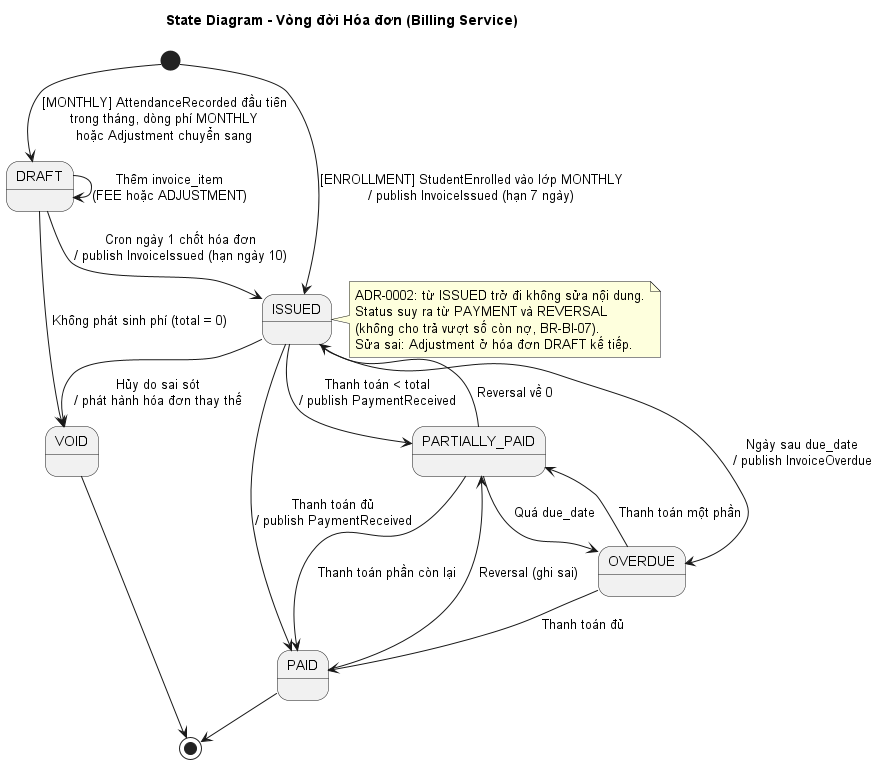 State Diagram - Vòng đời Hóa đơn (Billing Service)
[MONTHLY] AttendanceRecorded đầu tiên
trong tháng, dòng phí MONTHLY
hoặc Adjustment chuyển sang
DRAFT
Thêm invoice_item
(FEE hoặc ADJUSTMENT)
[ENROLLMENT] StudentEnrolled vào lớp MONTHLY
/ publish InvoiceIssued (hạn 7 ngày)
Cron ngày 1 chốt hóa đơn
/ publish InvoiceIssued (hạn ngày 10)
ISSUED
ADR-0002: từ ISSUED trở đi không sửa nội dung.
Status suy ra từ PAYMENT và REVERSAL
(không cho trả vượt số còn nợ, BR-BI-07).
Sửa sai: Adjustment ở hóa đơn DRAFT kế tiếp.
Không phát sinh phí (total = 0)
Hủy do sai sót
/ phát hành hóa đơn thay thế
Thanh toán < total
/ publish PaymentReceived
Reversal về 0
VOID
PARTIALLY_PAID
Ngày sau due_date
/ publish InvoiceOverdue
Thanh toán đủ
/ publish PaymentReceived
Quá due_date
Thanh toán một phần
OVERDUE
Thanh toán phần còn lại
Reversal (ghi sai)
Thanh toán đủ
PAID